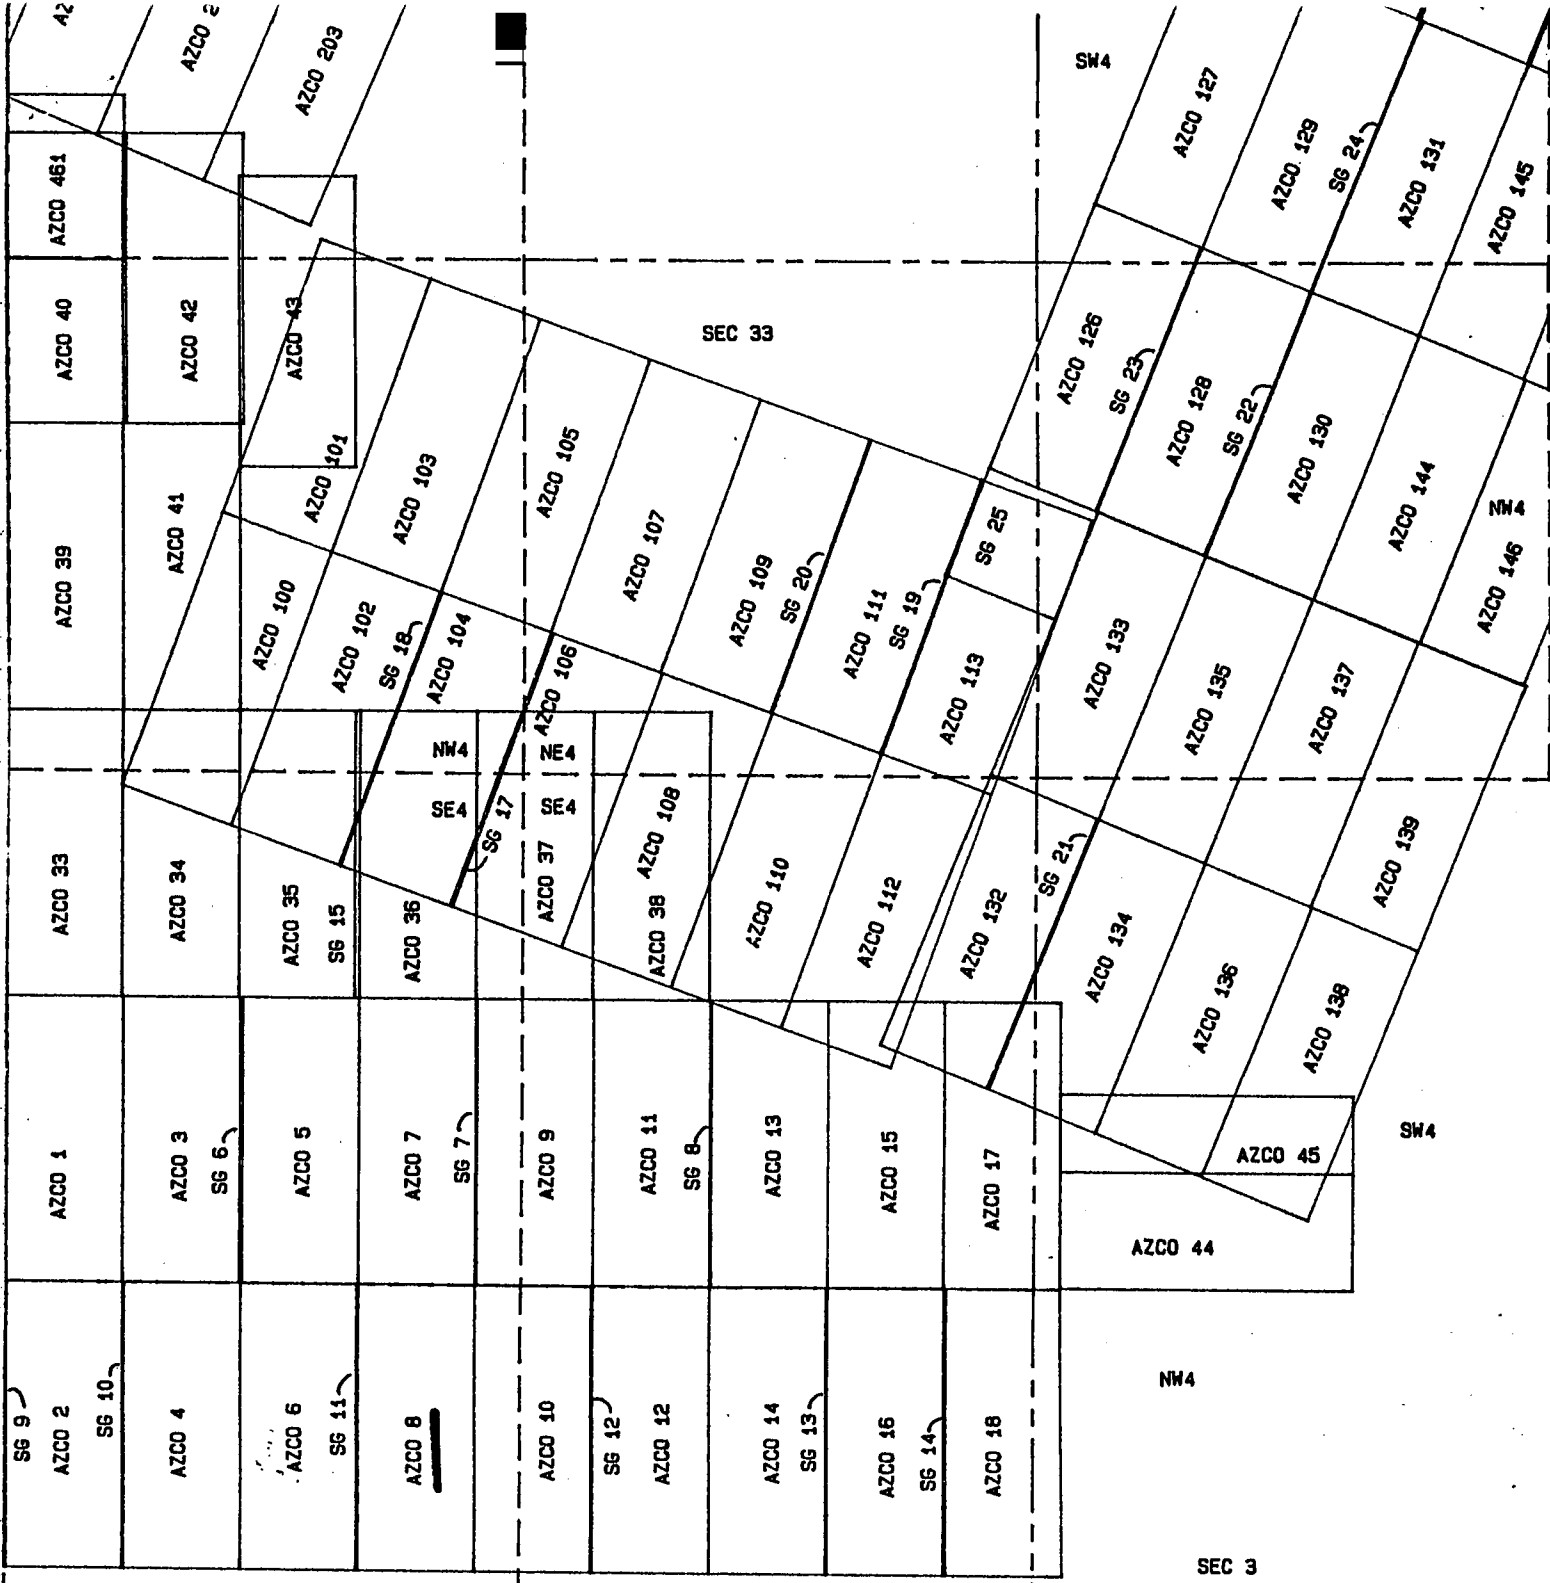 AZCO 203
SW4
AZCO 127
AZCO 129
SG 24
AZCO 131
AZCO 145
AZCO 461
AZCO 40
AZCO 42
AZCO 43
SEC 33
AZCO 126
SG 23
AZCO 128
SG 22
AZCO 130
AZCO 144
NW4
AZCO 146
AZCO 39
AZCO 41
AZCO 101
AZCO 103
AZCO 105
AZCO 107
AZCO 109
SG 20
AZCO 111
SG 19
SG 25
AZCO 100
AZCO 102
SG 18
AZCO 104
AZCO 106
AZCO 113
AZCO 133
AZCO 135
AZCO 137
NW4
NE4
SE4
SE4
SG 17
AZCO 33
AZCO 34
AZCO 35
SG 15
AZCO 36
AZCO 37
AZCO 38
AZCO 108
AZCO 110
AZCO 112
AZCO 132
SG 21
AZCO 134
AZCO 136
AZCO 138
AZCO 139
AZCO 1
AZCO 3
SG 6
AZCO 5
AZCO 7
SG 7
AZCO 9
AZCO 11
SG 8
AZCO 13
AZCO 15
AZCO 17
AZCO 45
SW4
AZCO 44
NW4
SG 9
AZCO 2
SG 10
AZCO 4
AZCO 6
SG 11
AZCO 8
AZCO 10
SG 12
AZCO 12
AZCO 14
SG 13
AZCO 16
SG 14
AZCO 18
SEC 3